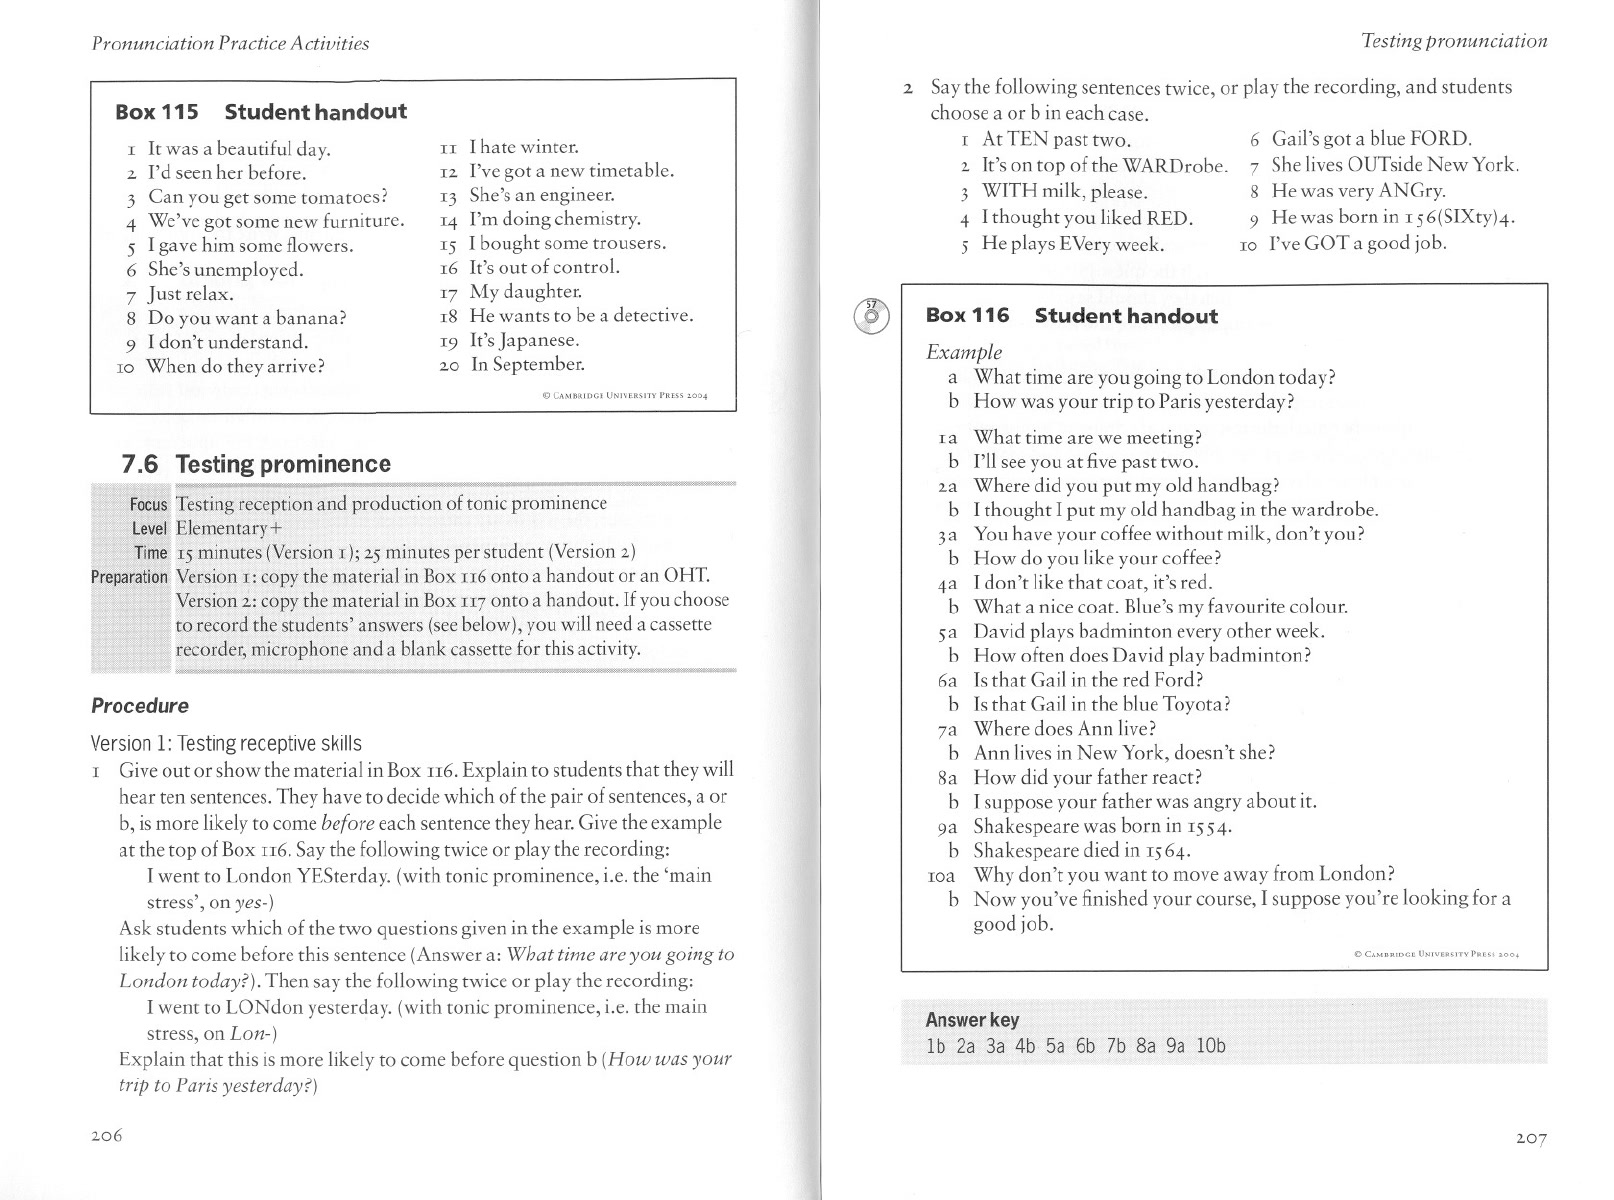 Pronunciation Practice Activities
Box 115 Student handout
1 It was a beautiful day.
2 I'd seen her before.
3 Can you get some tomatoes?
4 We've got some new furniture.
5 I gave him some flowers.
6 She's unemployed.
7 Just relax.
8 Do you want a banana?
9 I don't understand.
10 When do they arrive?
11 I hate winter.
12 I've got a new timetable.
13 She's an engineer.
14 I'm doing chemistry.
15 I bought some trousers.
16 It's out of control.
17 My daughter.
18 He wants to be a detective.
19 It's Japanese.
20 In September.
© CAMBRIDGE UNIVERSITY PRESS 2004
7.6 Testing prominence
Focus Testing reception and production of tonic prominence
Level Elementary+
Time 15 minutes (Version 1); 25 minutes per student (Version 2)
Preparation Version 1: copy the material in Box 116 onto a handout or an OHT.
Version 2: copy the material in Box 117 onto a handout. If you choose
to record the students' answers (see below), you will need a cassette
recorder, microphone and a blank cassette for this activity.
Procedure
Version 1: Testing receptive skills
1 Give out or show the material in Box 116. Explain to students that they will
hear ten sentences. They have to decide which of the pair of sentences, a or
b, is more likely to come before each sentence they hear. Give the example
at the top of Box 116. Say the following twice or play the recording:
I went to London YESterday. (with tonic prominence, i.e. the 'main
stress', on yes-)
Ask students which of the two questions given in the example is more
likely to come before this sentence (Answer a: What time are you going to
London today?). Then say the following twice or play the recording:
I went to LONdon yesterday. (with tonic prominence, i.e. the main
stress, on Lon-)
Explain that this is more likely to come before question b (How was your
trip to Paris yesterday?)
206
Testing pronunciation
2 Say the following sentences twice, or play the recording, and students
choose a or b in each case.
1 At TEN past two.
2 It's on top of the WARDrobe.
3 WITH milk, please.
4 I thought you liked RED.
5 He plays EVery week.
6 Gail's got a blue FORD.
7 She lives OUTside New York.
8 He was very ANGry.
9 He was born in 156(SIXty)4.
10 I've GOT a good job.
57
Box 116 Student handout
Example
a What time are you going to London today?
b How was your trip to Paris yesterday?
1a What time are we meeting?
b I'll see you at five past two.
2a Where did you put my old handbag?
b I thought I put my old handbag in the wardrobe.
3a You have your coffee without milk, don't you?
b How do you like your coffee?
4a I don't like that coat, it's red.
b What a nice coat. Blue's my favourite colour.
5a David plays badminton every other week.
b How often does David play badminton?
6a Is that Gail in the red Ford?
b Is that Gail in the blue Toyota?
7a Where does Ann live?
b Ann lives in New York, doesn't she?
8a How did your father react?
b I suppose your father was angry about it.
9a Shakespeare was born in 1554.
b Shakespeare died in 1564.
10a Why don't you want to move away from London?
b Now you've finished your course, I suppose you're looking for a
good job.
© CAMBRIDGE UNIVERSITY PRESS 2004
Answer key
1b 2a 3a 4b 5a 6b 7b 8a 9a 10b
207